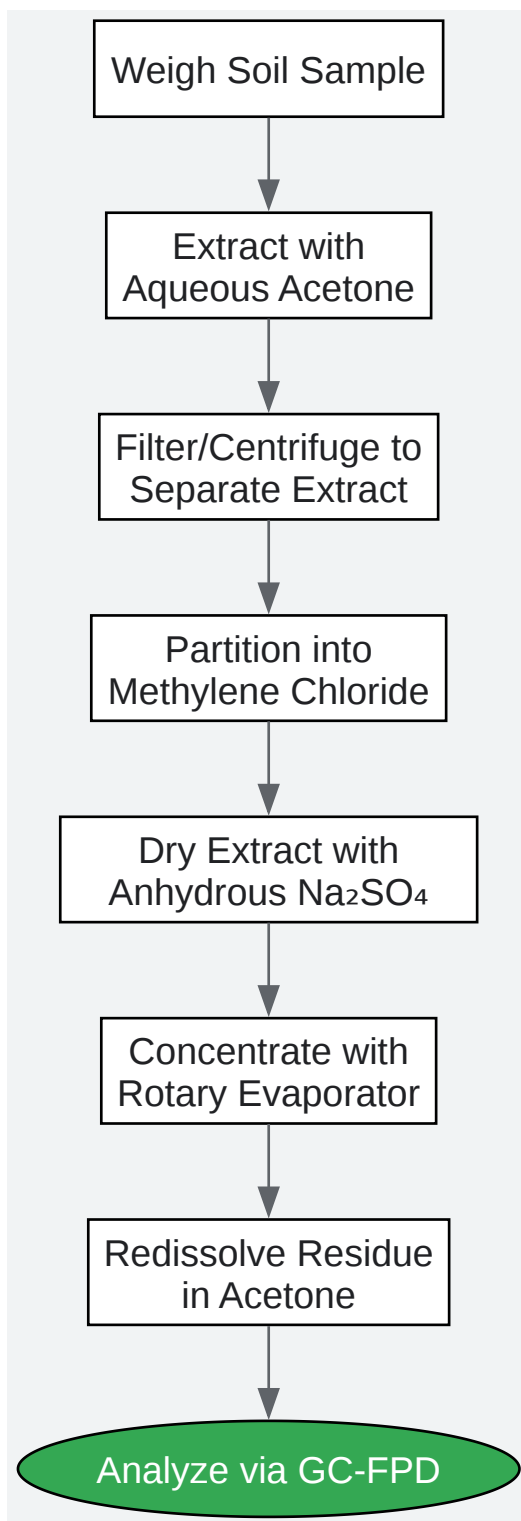 Weigh Soil Sample
Extract with
Aqueous Acetone
Filter/Centrifuge to
Separate Extract
Partition into
Methylene Chloride
Dry Extract with
Anhydrous Na₂SO₄
Concentrate with
Rotary Evaporator
Redissolve Residue
in Acetone
Analyze via GC-FPD